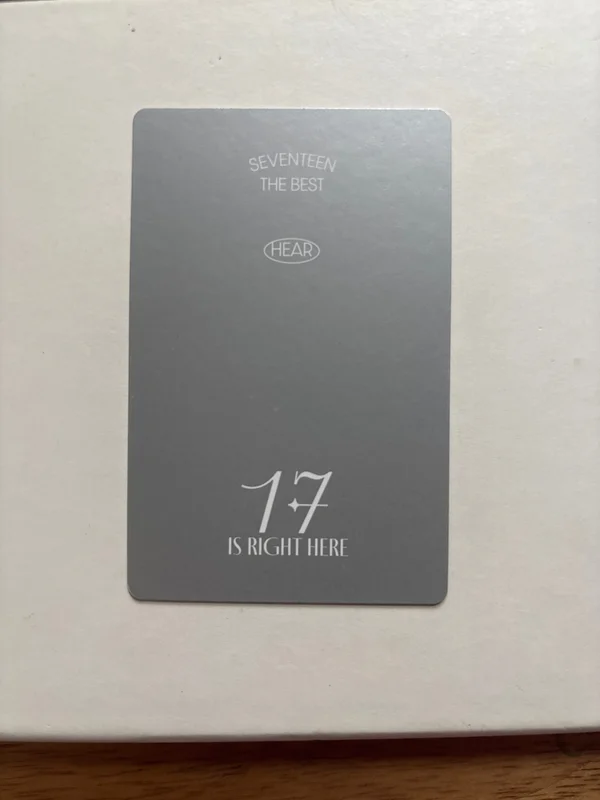 SEVENTEEN
THE BEST
HEAR
17
IS RIGHT HERE